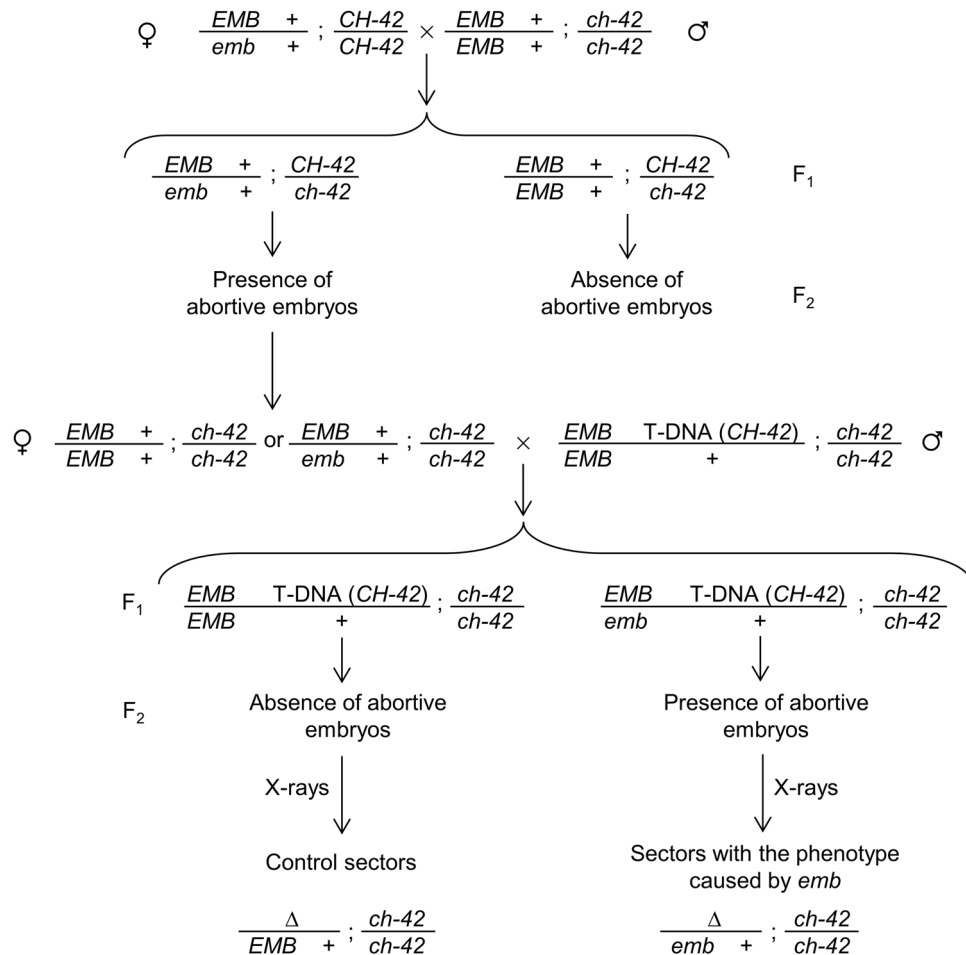 ♀ EMB + ; CH-42 × EMB + ; ch-42 ♂
emb + CH-42 EMB + ch-42
EMB + ; CH-42 EMB + ; CH-42 F1
emb + ch-42 EMB + ch-42
Presence of abortive embryos
Absence of abortive embryos
F2
♀ EMB + ; ch-42 or EMB + ; ch-42 × EMB T-DNA (CH-42) ; ch-42 ♂
EMB + ch-42 emb + ch-42 EMB + ch-42
F1 EMB T-DNA (CH-42) ; ch-42 EMB T-DNA (CH-42) ; ch-42
EMB + ch-42 emb + ch-42
F2
Absence of abortive
embryos
Presence of abortive
embryos
X-rays X-rays
Control sectors
Sectors with the phenotype
caused by emb
Δ ; ch-42 Δ ; ch-42
EMB + ch-42 emb + ch-42